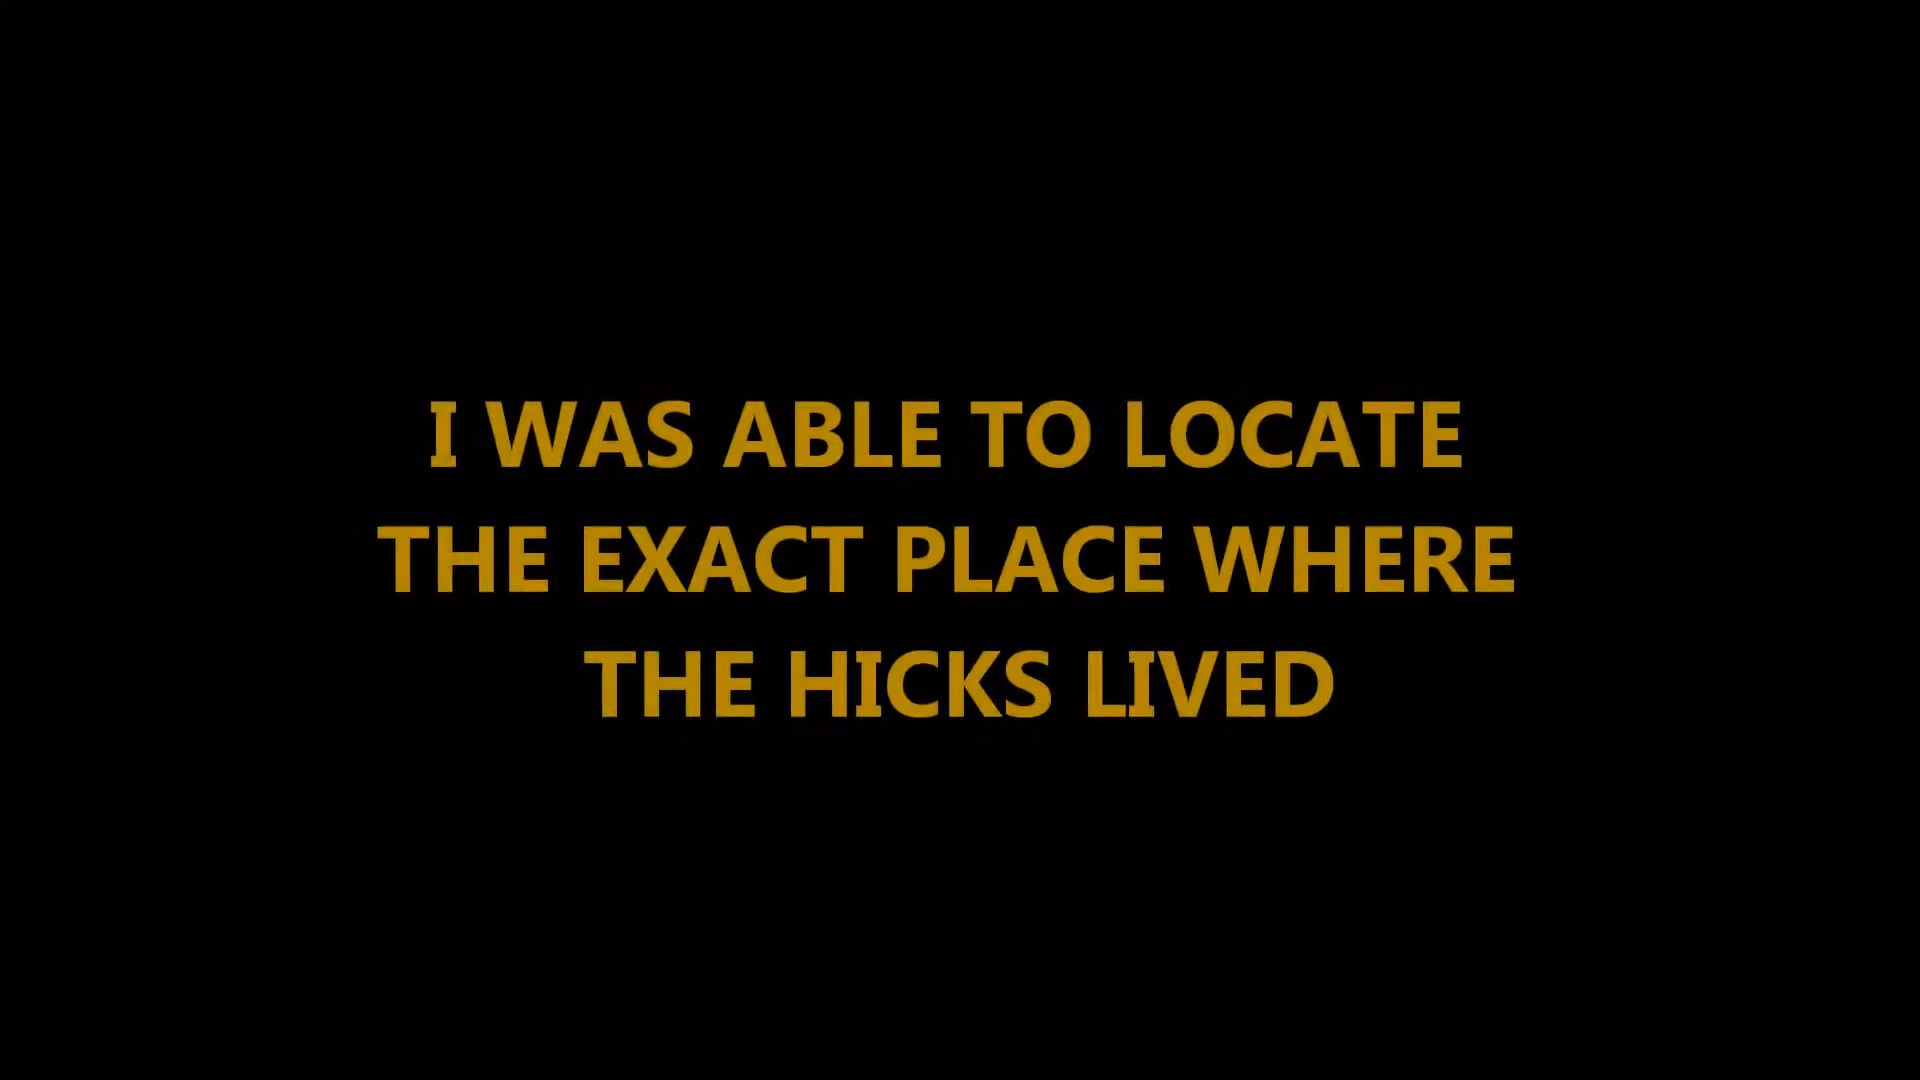 I WAS ABLE TO LOCATE
THE EXACT PLACE WHERE
THE HICKS LIVED